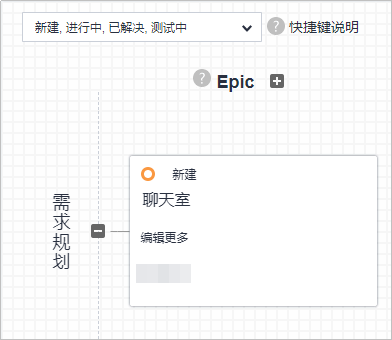 新建, 进行中, 已解决, 测试中
? 快捷键说明
? Epic
需求规划
新建
聊天室
编辑更多